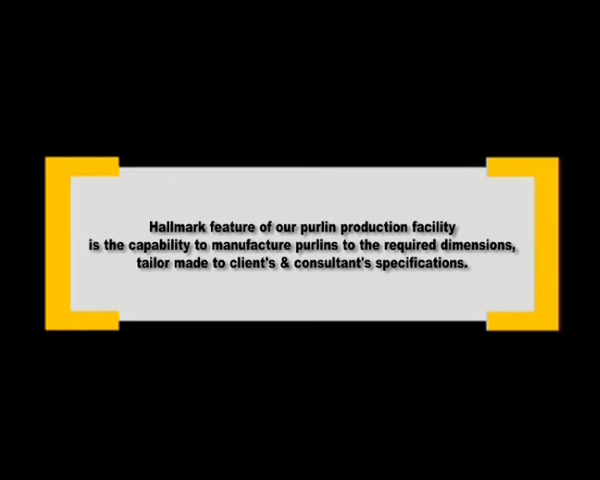 Hallmark feature of our purlin production facility
is the capability to manufacture purlins to the required dimensions,
tailor made to client's & consultant's specifications.